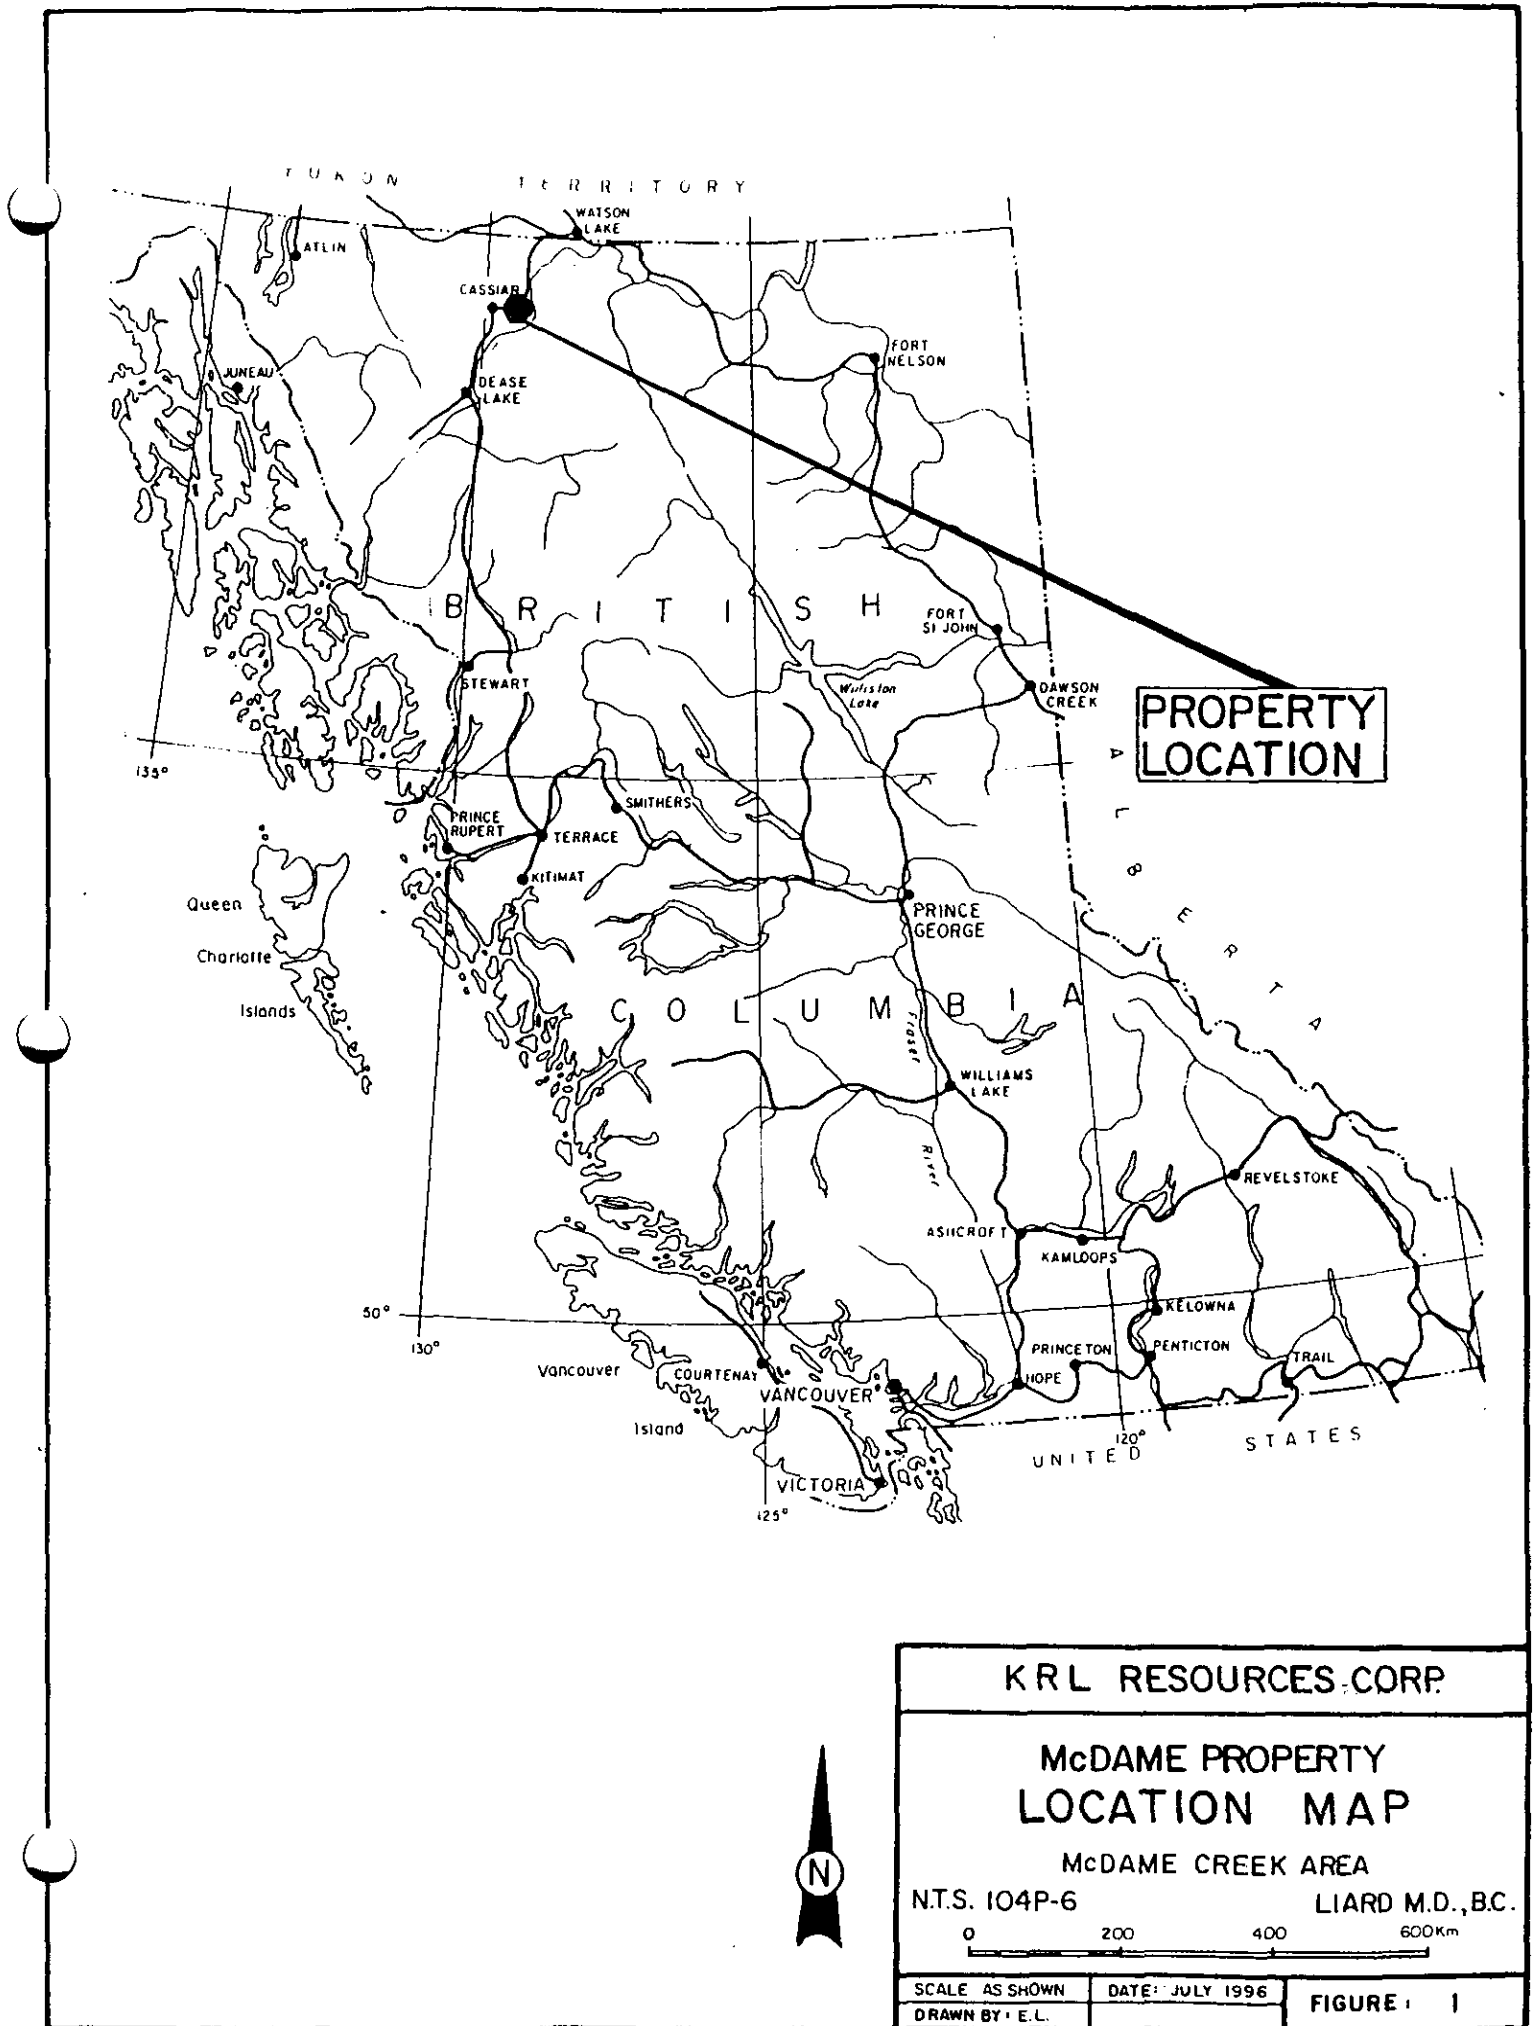 YUKON TERRITORY
WATSON
LAKE
ATLIN
CASSIAR
FORT
NELSON
JUNEAU
DEASE
LAKE
BRITISH
FORT
ST JOHN
STEWART
Williston
Lake
DAWSON
CREEK
PROPERTY
LOCATION
135°
ALBERTA
SMITHERS
PRINCE
RUPERT
TERRACE
KITIMAT
Queen
Charlotte
Islands
PRINCE
GEORGE
COLUMBIA
Fraser
River
WILLIAMS
LAKE
REVELSTOKE
ASHCROFT
KAMLOOPS
50°
130°
KELOWNA
PRINCETON
PENTICTON
TRAIL
Vancouver
Island
COURTENAY
VANCOUVER
HOPE
120°
UNITED STATES
VICTORIA
125°
KRL RESOURCES CORP.
McDAME PROPERTY
LOCATION MAP
McDAME CREEK AREA
N.T.S. 104P-6 LIARD M.D., B.C.
0 200 400 600Km
SCALE AS SHOWN DATE: JULY 1996 FIGURE: 1
DRAWN BY: E.L.
N